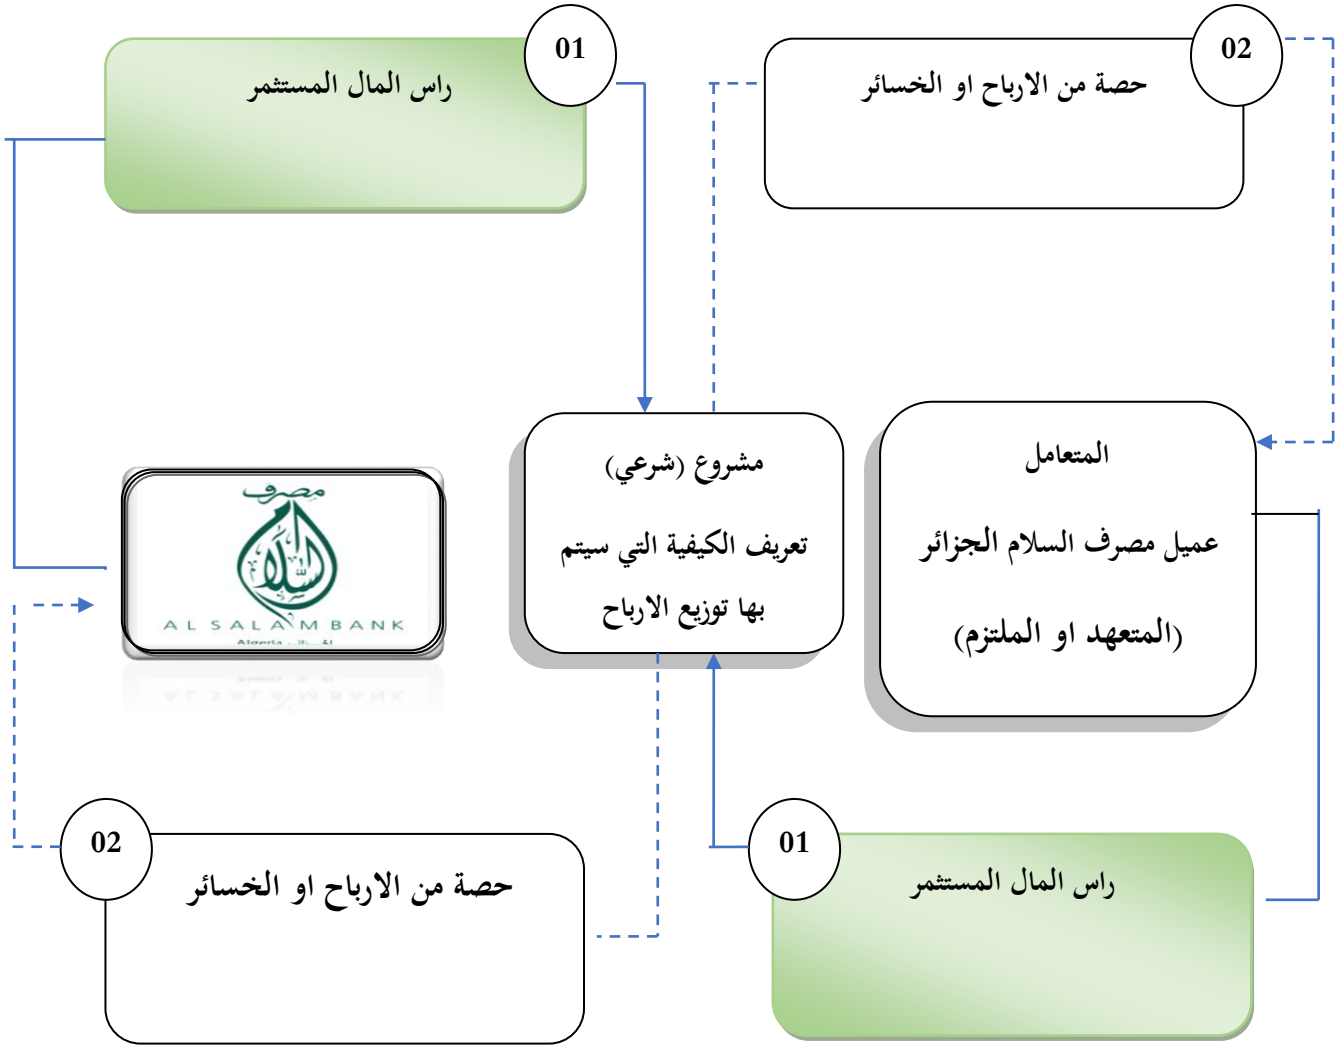 01
راس المال المستثمر
02
حصة من الارباح او الخسائر
مشروع (شرعي)
تعريف الكيفية التي سيتم
بها توزيع الارباح
المتعامل
عميل مصرف السلام الجزائر
(المتعهد او الملتزم)
مصرف
السلام
AL SALAM BANK
Algeria
02
حصة من الارباح او الخسائر
01
راس المال المستثمر